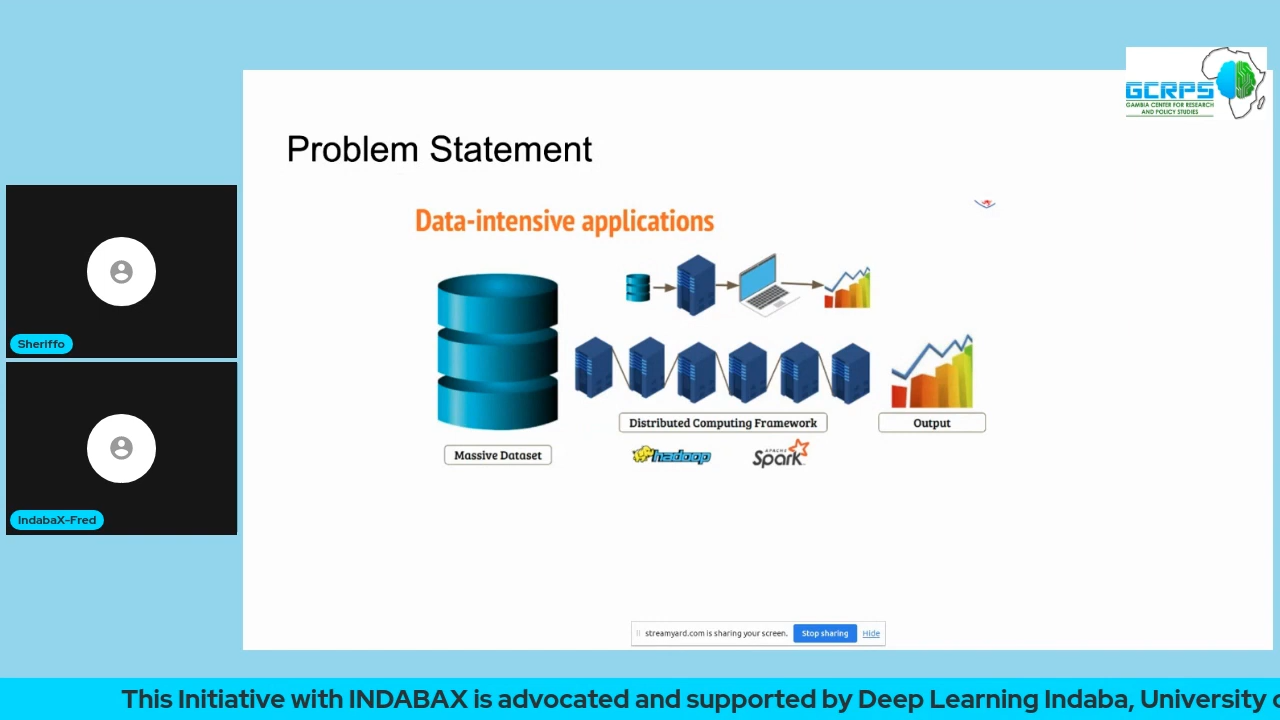 GCRPS
GAMBIA CENTER FOR RESEARCH
AND POLICY STUDIES
Problem Statement
Data-intensive applications
Sheriffo
Distributed Computing Framework
Output
Massive Dataset
hadoop
APACHE
Spark
IndabaX-Fred
streamyard.com is sharing your screen.
Stop sharing
Hide
This Initiative with INDABAX is advocated and supported by Deep Learning Indaba, University